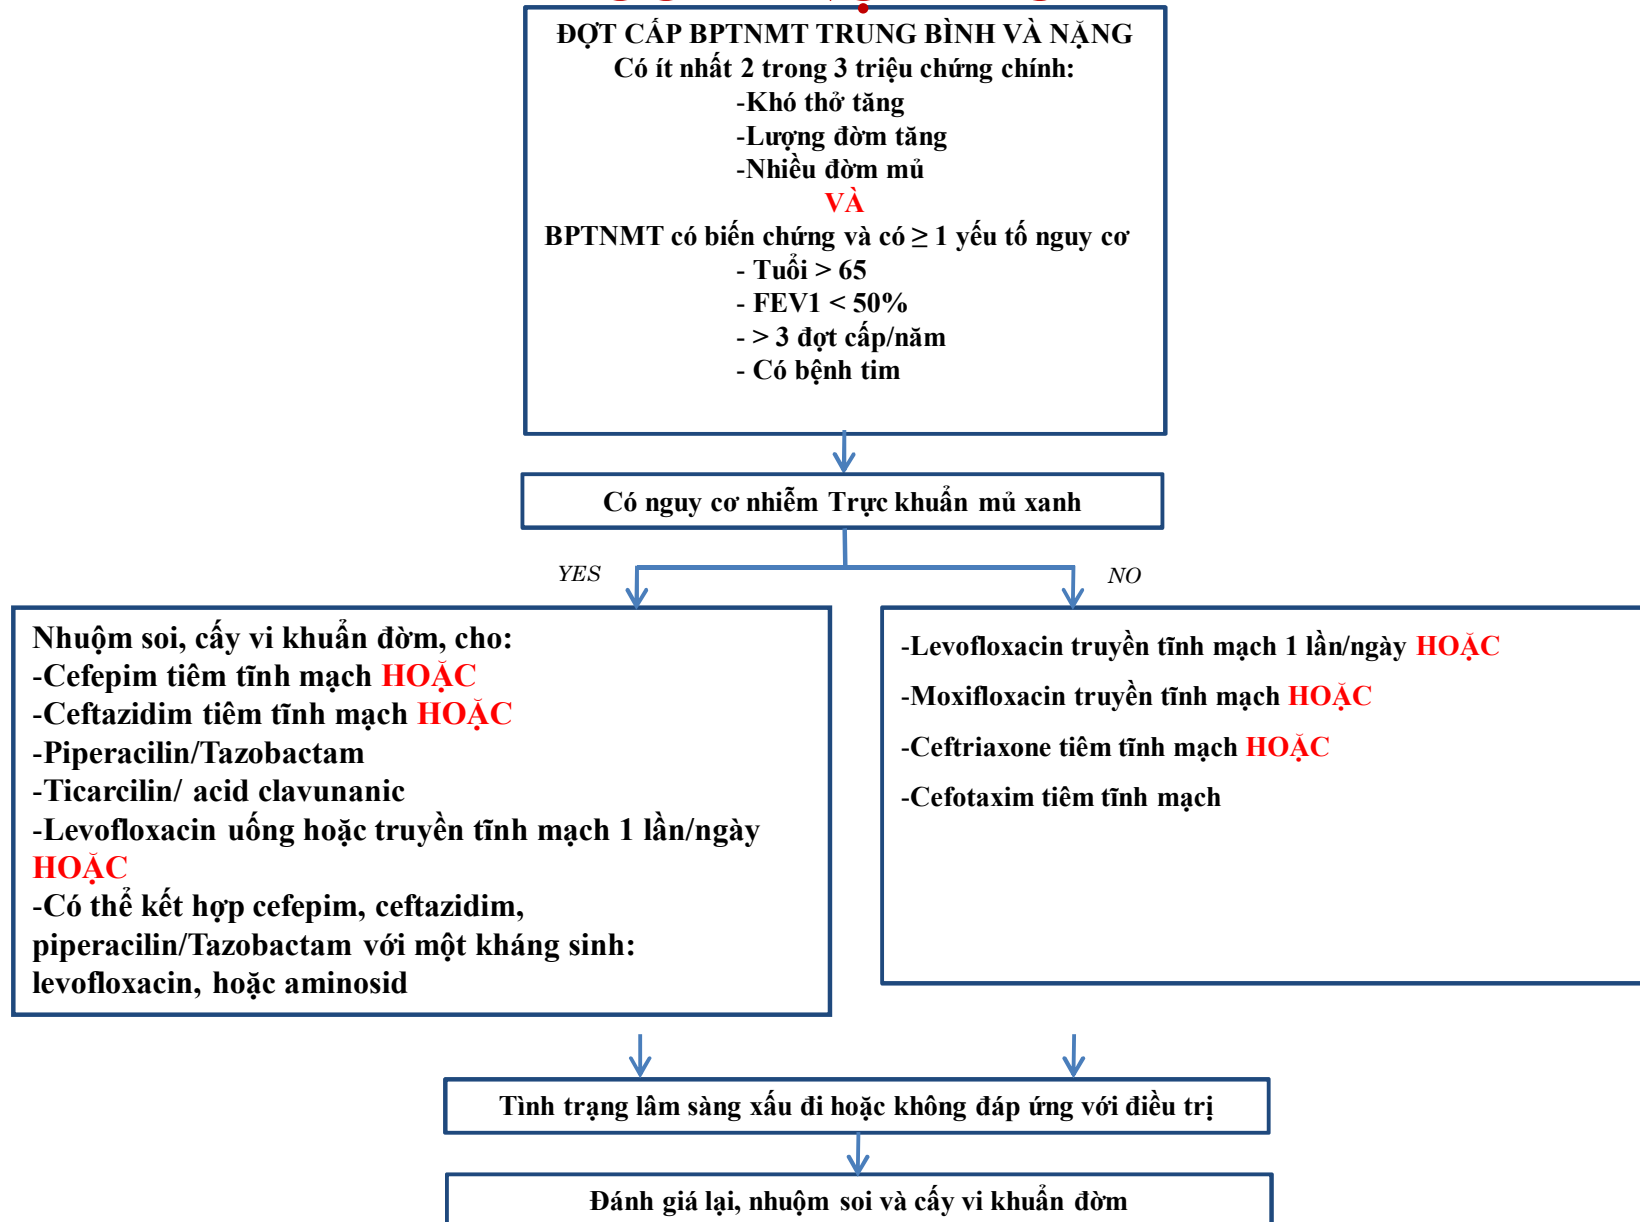 ĐỢT CẤP BPTNMT TRUNG BÌNH VÀ NẶNG
Có ít nhất 2 trong 3 triệu chứng chính:
-Khó thở tăng
-Lượng đờm tăng
-Nhiều đờm mủ
VÀ
BPTNMT có biến chứng và có ≥ 1 yếu tố nguy cơ
- Tuổi > 65
- FEV1 < 50%
- > 3 đợt cấp/năm
- Có bệnh tim
Có nguy cơ nhiễm Trực khuẩn mủ xanh
YES
NO
Nhuộm soi, cấy vi khuẩn đờm, cho:
-Cefepim tiêm tĩnh mạch HOẶC
-Ceftazidim tiêm tĩnh mạch HOẶC
-Piperacilin/Tazobactam
-Ticarcilin/ acid clavunanic
-Levofloxacin uống hoặc truyền tĩnh mạch 1 lần/ngày
HOẶC
-Có thể kết hợp cefepim, ceftazidim,
piperacilin/Tazobactam với một kháng sinh:
levofloxacin, hoặc aminosid
-Levofloxacin truyền tĩnh mạch 1 lần/ngày HOẶC
-Moxifloxacin truyền tĩnh mạch HOẶC
-Ceftriaxone tiêm tĩnh mạch HOẶC
-Cefotaxim tiêm tĩnh mạch
Tình trạng lâm sàng xấu đi hoặc không đáp ứng với điều trị
Đánh giá lại, nhuộm soi và cấy vi khuẩn đờm